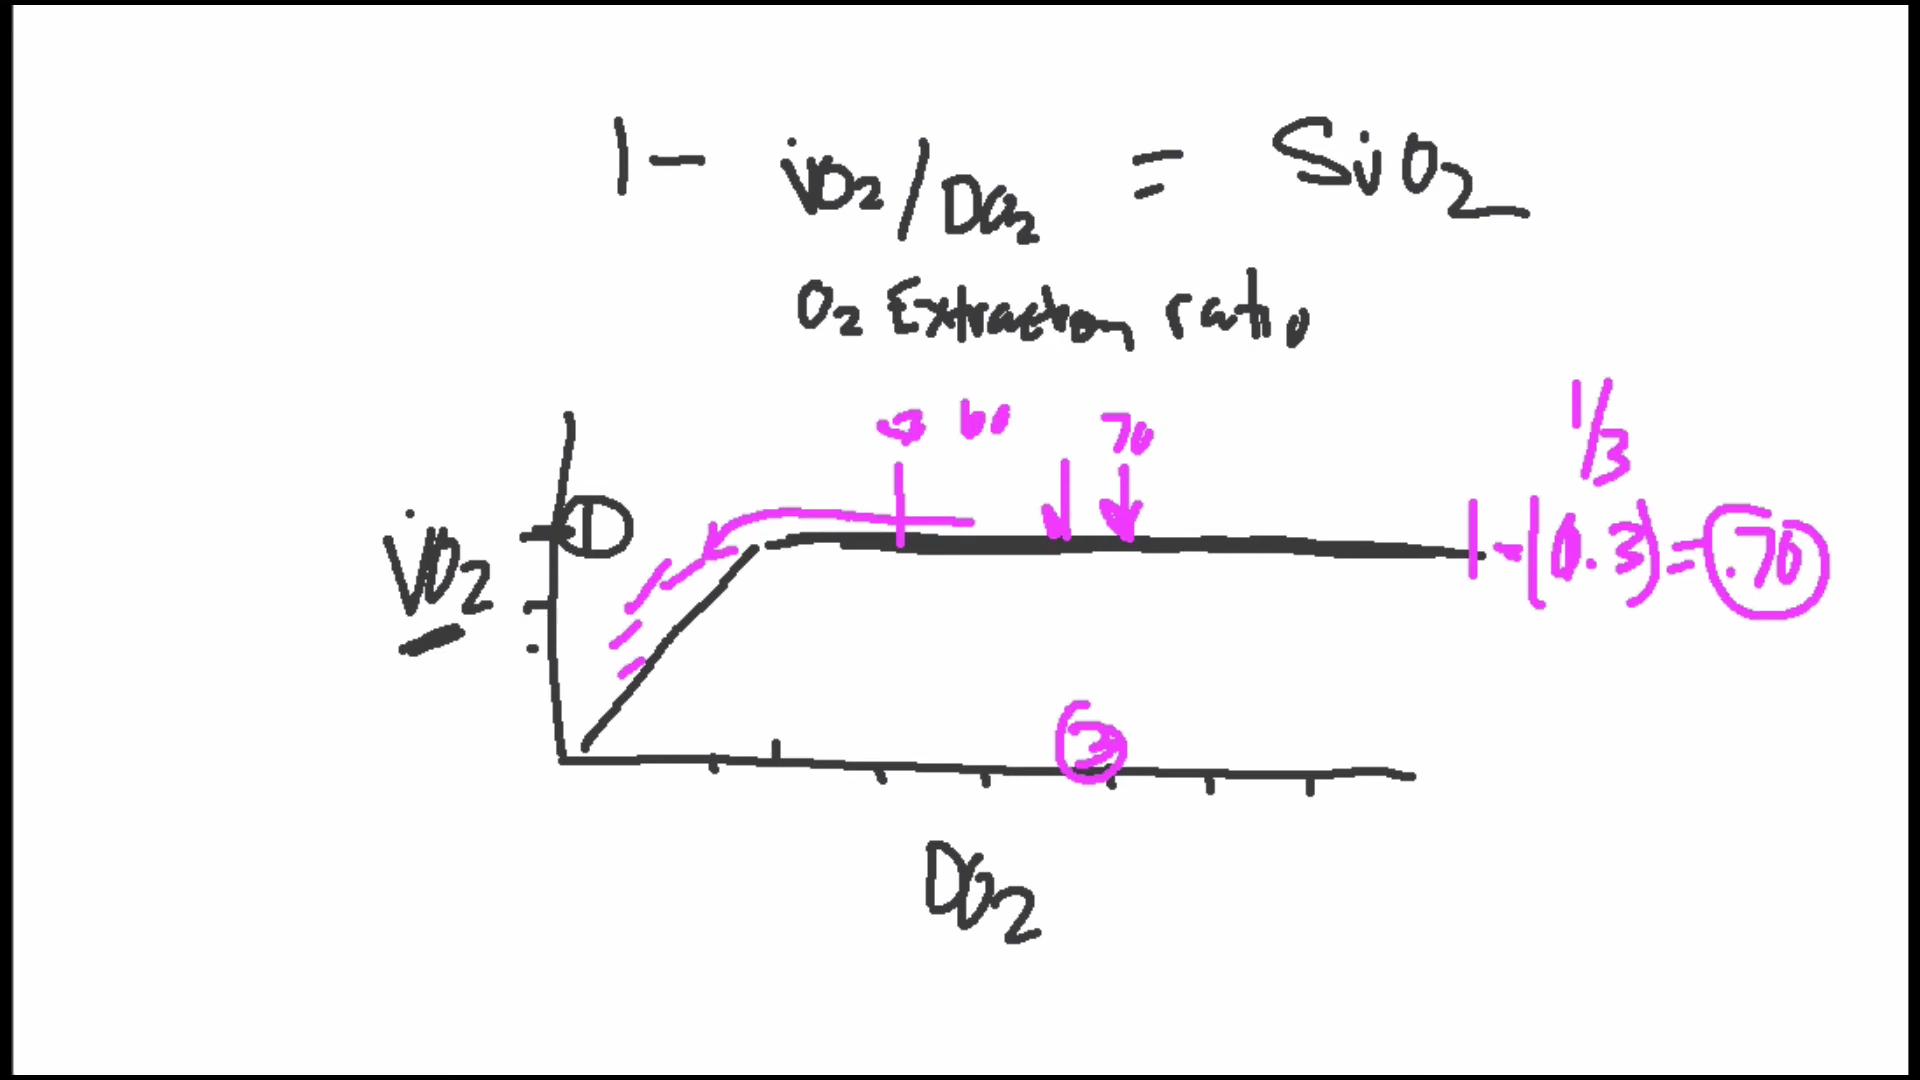 1 - V̇O2/DO2 = SvO2
O2 Extraction ratio
1/3
50 60 70
1
1 - (0.3) = .70
V̇O2
3
DO2